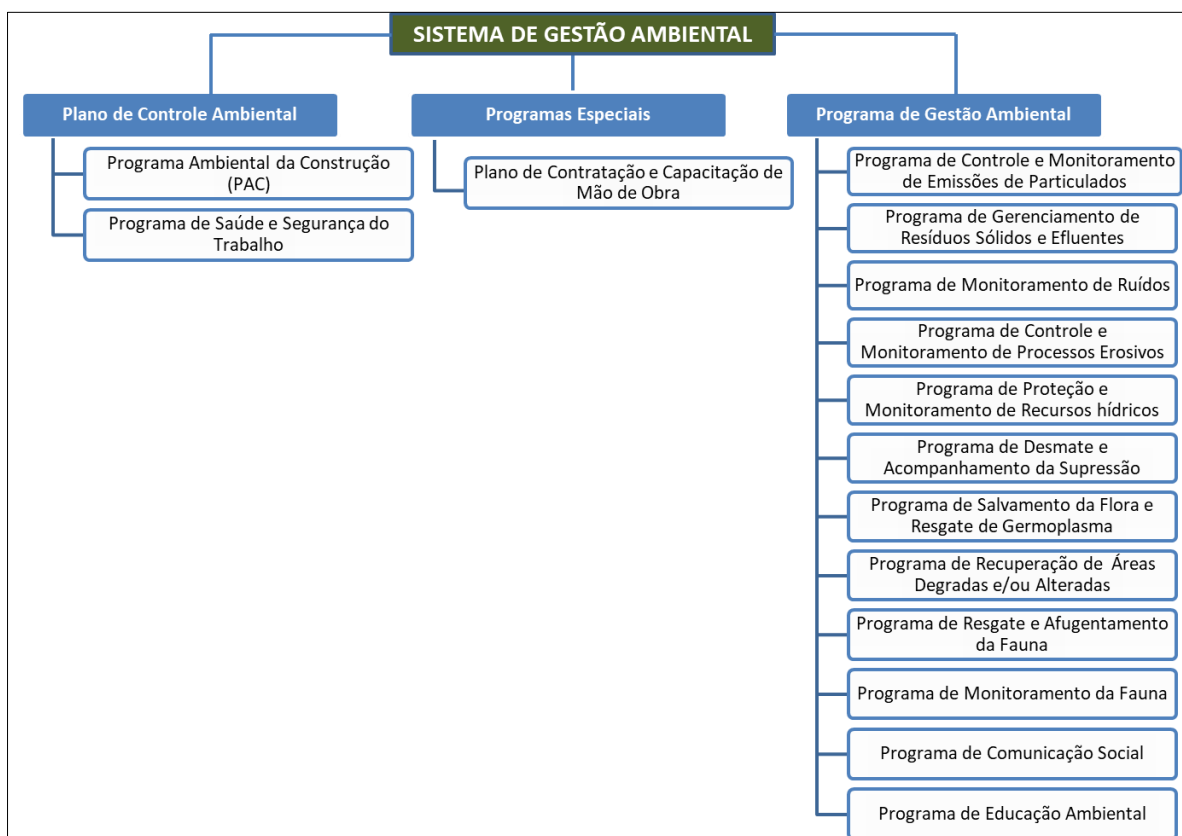 SISTEMA DE GESTÃO AMBIENTAL
Plano de Controle Ambiental
Programa Ambiental da Construção
(PAC)
Programa de Saúde e Segurança do
Trabalho
Programas Especiais
Plano de Contratação e Capacitação de
Mão de Obra
Programa de Gestão Ambiental
Programa de Controle e Monitoramento
de Emissões de Particulados
Programa de Gerenciamento de
Resíduos Sólidos e Efluentes
Programa de Monitoramento de Ruídos
Programa de Controle e
Monitoramento de Processos Erosivos
Programa de Proteção e
Monitoramento de Recursos hídricos
Programa de Desmate e
Acompanhamento da Supressão
Programa de Salvamento da Flora e
Resgate de Germoplasma
Programa de Recuperação de Áreas
Degradas e/ou Alteradas
Programa de Resgate e Afugentamento
da Fauna
Programa de Monitoramento da Fauna
Programa de Comunicação Social
Programa de Educação Ambiental